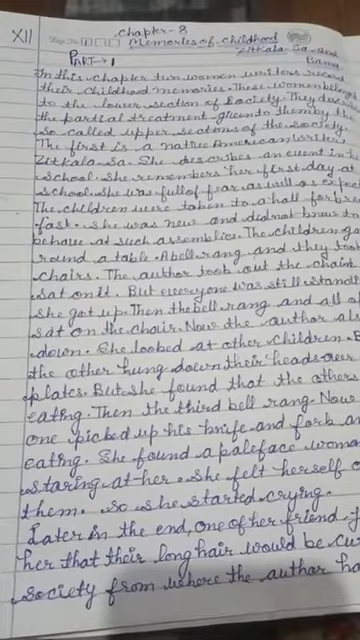 XII
chapter-8
Memories of childhood
Zitkala-Sa and
Bama
PART-1
In this chapter two women writers record
their childhood memories. These women belong
to the lower section of society. They
the partial treatment given to them by the
so called upper sections of the society.
The first is a native American writer
Zitkala-Sa. She describes an event in
school. She remembers her first day at
school. She was full of fear as well as
The children were taken to a hall for
fast. She was new and did not know
behave at such assemblies. The children
round a table. A bell rang and they took
chairs. The author took out the chair
sat on it. But everyone was still
She got up. Then the bell rang and all
sat on the chair. Now the author
down. She looked at other children.
the other hung down their heads over
plates. But she found that the others
eating. Then the third bell rang. Now
one picked up his knife and fork
eating. She found a paleface
staring at her. She felt herself
them. So she started crying.
Later in the end, one of her friend
her that their long hair would be
society from where the author